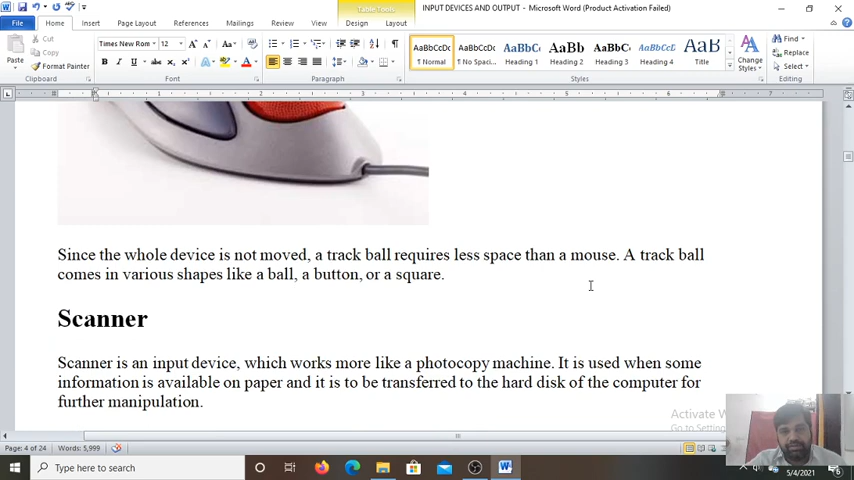 Table Tools
INPUT DEVICES AND OUTPUT - Microsoft Word (Product Activation Failed)
File Home Insert Page Layout References Mailings Review View Design Layout
Paste
Cut
Copy
Format Painter
Clipboard
Times New Rom 12
Font
Paragraph
AaBbCcDc AaBbCcDc AaBbC AaBb AaBbC AaBbCcI AaB
¶ Normal ¶ No Spaci... Heading 1 Heading 2 Heading 3 Heading 4 Title
Change
Styles
Styles
Find
Replace
Select
Editing
Since the whole device is not moved, a track ball requires less space than a mouse. A track ball
comes in various shapes like a ball, a button, or a square.
Scanner
Scanner is an input device, which works more like a photocopy machine. It is used when some
information is available on paper and it is to be transferred to the hard disk of the computer for
further manipulation.
Activate W
Go to Setting
Page: 4 of 24 Words: 5,999
Type here to search
5/4/2021